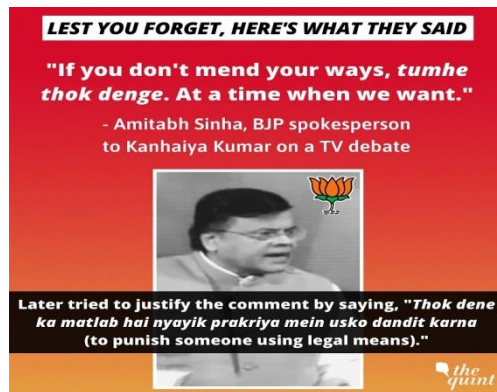 LEST YOU FORGET, HERE'S WHAT THEY SAID
"If you don't mend your ways, tumhe
thok denge. At a time when we want."
- Amitabh Sinha, BJP spokesperson
to Kanhaiya Kumar on a TV debate
Later tried to justify the comment by saying, "Thok dene
ka matlab hai nyayik prakriya mein usko dandit karna
(to punish someone using legal means)."
the
quint